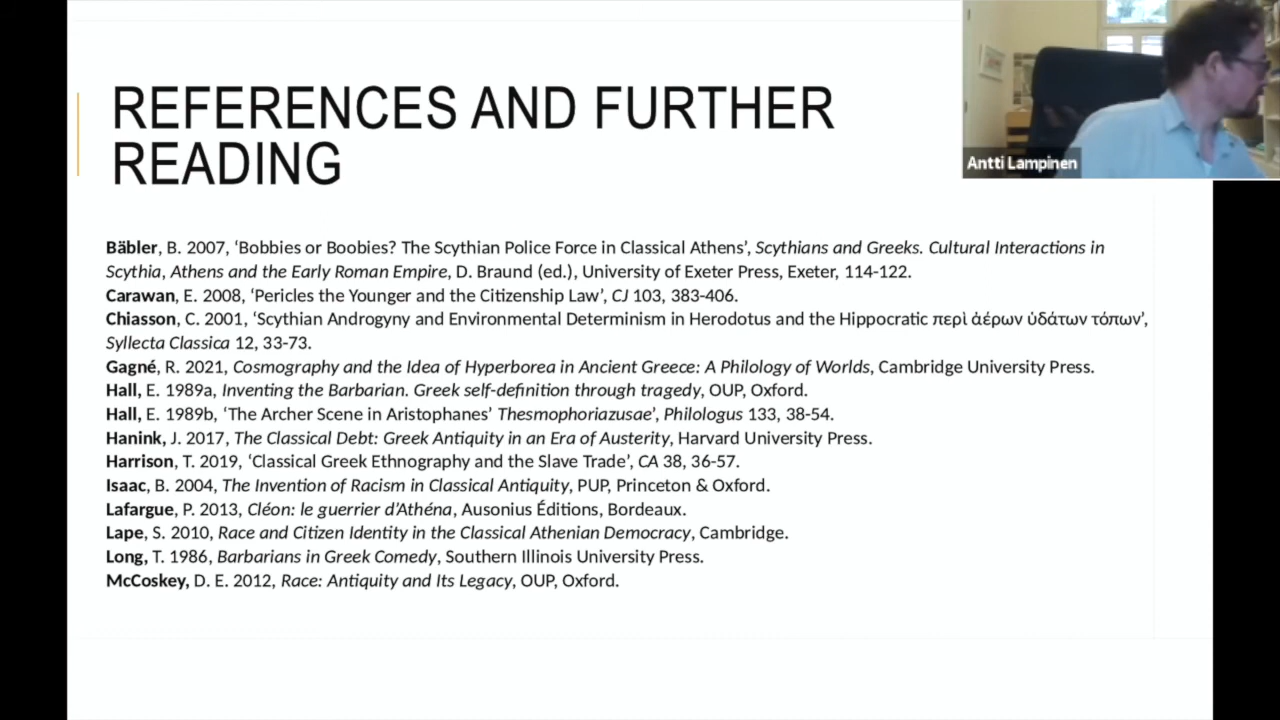 REFERENCES AND FURTHER
READING
Antti Lampinen
Bäbler, B. 2007, ‘Bobbies or Boobies? The Scythian Police Force in Classical Athens’, Scythians and Greeks. Cultural Interactions in
Scythia, Athens and the Early Roman Empire, D. Braund (ed.), University of Exeter Press, Exeter, 114-122.
Carawan, E. 2008, ‘Pericles the Younger and the Citizenship Law’, CJ 103, 383-406.
Chiasson, C. 2001, ‘Scythian Androgyny and Environmental Determinism in Herodotus and the Hippocratic περὶ ἀέρων ὑδάτων τόπων’,
Syllecta Classica 12, 33-73.
Gagné, R. 2021, Cosmography and the Idea of Hyperborea in Ancient Greece: A Philology of Worlds, Cambridge University Press.
Hall, E. 1989a, Inventing the Barbarian. Greek self-definition through tragedy, OUP, Oxford.
Hall, E. 1989b, ‘The Archer Scene in Aristophanes’ Thesmophoriazusae’, Philologus 133, 38-54.
Hanink, J. 2017, The Classical Debt: Greek Antiquity in an Era of Austerity, Harvard University Press.
Harrison, T. 2019, ‘Classical Greek Ethnography and the Slave Trade’, CA 38, 36-57.
Isaac, B. 2004, The Invention of Racism in Classical Antiquity, PUP, Princeton & Oxford.
Lafargue, P. 2013, Cléon: le guerrier d’Athéna, Ausonius Éditions, Bordeaux.
Lape, S. 2010, Race and Citizen Identity in the Classical Athenian Democracy, Cambridge.
Long, T. 1986, Barbarians in Greek Comedy, Southern Illinois University Press.
McCoskey, D. E. 2012, Race: Antiquity and Its Legacy, OUP, Oxford.